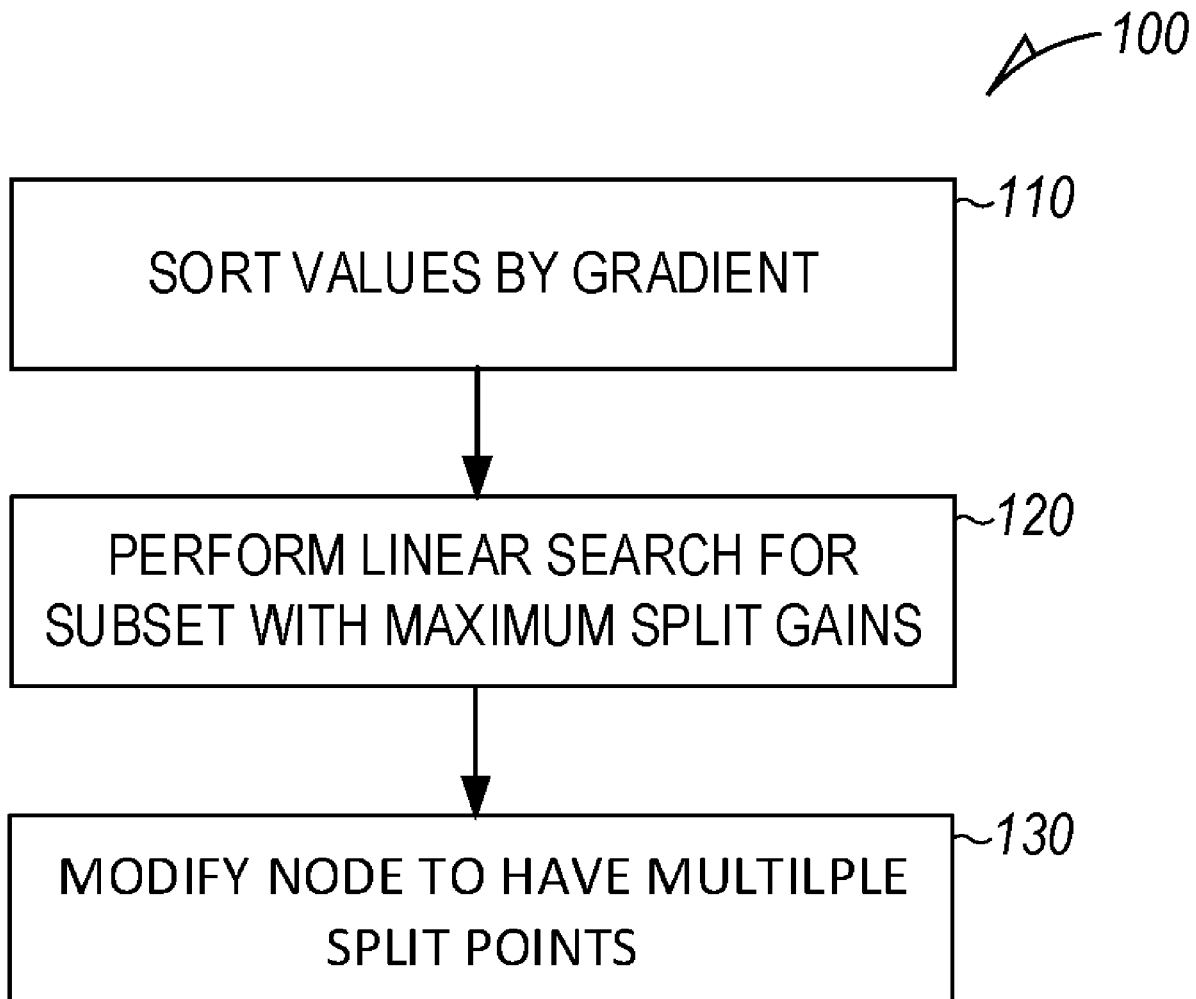 100
110
SORT VALUES BY GRADIENT
120
PERFORM LINEAR SEARCH FOR
SUBSET WITH MAXIMUM SPLIT GAINS
130
MODIFY NODE TO HAVE MULTILPLE
SPLIT POINTS